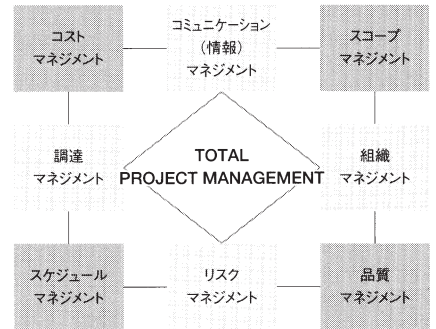 コスト
マネジメント
コミュニケーション
(情報)
マネジメント
スコープ
マネジメント
調達
マネジメント
TOTAL
PROJECT MANAGEMENT
組織
マネジメント
スケジュール
マネジメント
リスク
マネジメント
品質
マネジメント